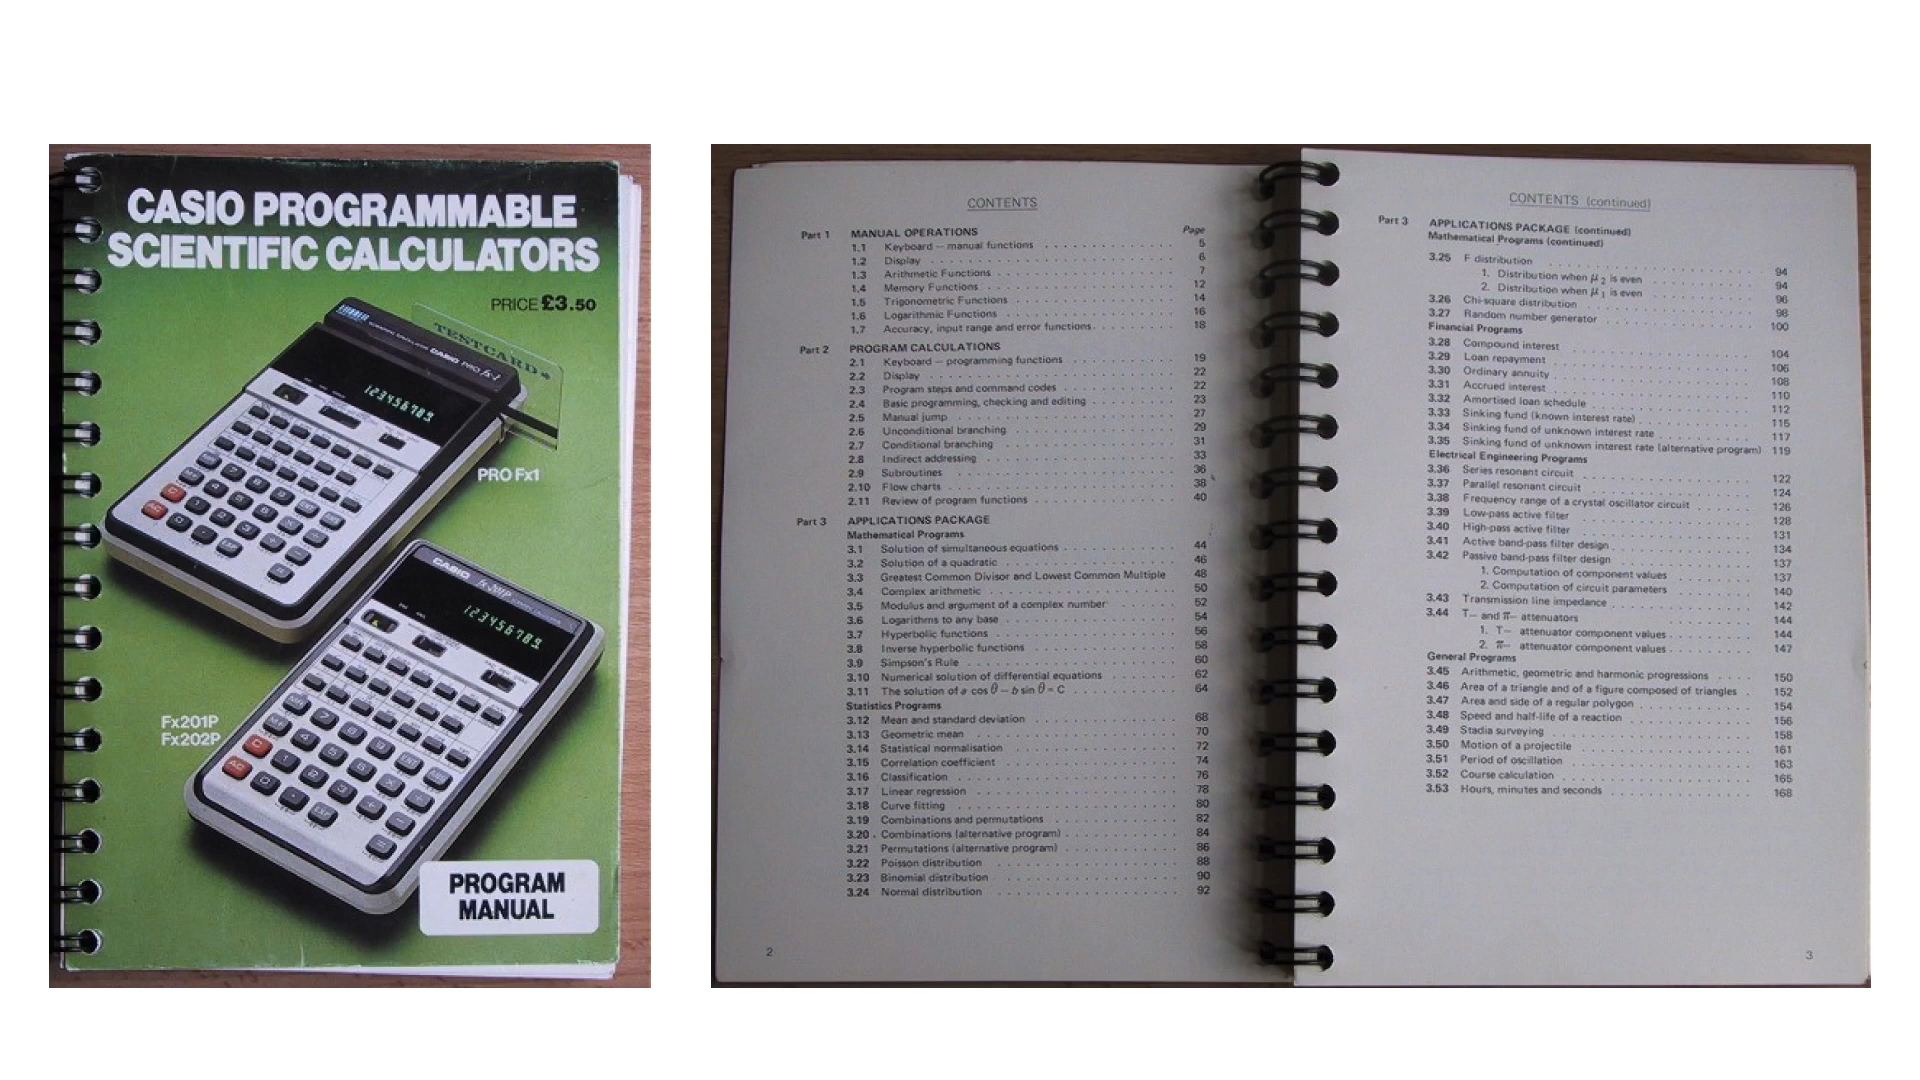 CASIO PROGRAMMABLE
SCIENTIFIC CALCULATORS
PRICE £3.50
TESTCARD
CASIO PRO fx-1
123456789
PRO Fx1
CASIO fx-201P
123456789
Fx201P
Fx202P
PROGRAM
MANUAL
CONTENTS
Part 1 MANUAL OPERATIONS Page
1.1 Keyboard — manual functions 5
1.2 Display 6
1.3 Arithmetic Functions 7
1.4 Memory Functions 12
1.5 Trigonometric Functions 14
1.6 Logarithmic Functions 16
1.7 Accuracy, input range and error functions 18
Part 2 PROGRAM CALCULATIONS
2.1 Keyboard — programming functions 19
2.2 Display 22
2.3 Program steps and command codes 22
2.4 Basic programming, checking and editing 23
2.5 Manual jump 27
2.6 Unconditional branching 29
2.7 Conditional branching 31
2.8 Indirect addressing 33
2.9 Subroutines 36
2.10 Flow charts 38
2.11 Review of program functions 40
Part 3 APPLICATIONS PACKAGE
Mathematical Programs
3.1 Solution of simultaneous equations 44
3.2 Solution of a quadratic 46
3.3 Greatest Common Divisor and Lowest Common Multiple 48
3.4 Complex arithmetic 50
3.5 Modulus and argument of a complex number 52
3.6 Logarithms to any base 54
3.7 Hyperbolic functions 56
3.8 Inverse hyperbolic functions 58
3.9 Simpson's Rule 60
3.10 Numerical solution of differential equations 62
3.11 The solution of a cos θ − b sin θ = C 64
Statistics Programs
3.12 Mean and standard deviation 68
3.13 Geometric mean 70
3.14 Statistical normalisation 72
3.15 Correlation coefficient 74
3.16 Classification 76
3.17 Linear regression 78
3.18 Curve fitting 80
3.19 Combinations and permutations 82
3.20 Combinations (alternative program) 84
3.21 Permutations (alternative program) 86
3.22 Poisson distribution 88
3.23 Binomial distribution 90
3.24 Normal distribution 92
2
CONTENTS (continued)
Part 3 APPLICATIONS PACKAGE (continued)
Mathematical Programs (continued)
3.25 F distribution 94
1. Distribution when μ2 is even 94
2. Distribution when μ1 is even 96
3.26 Chi-square distribution 98
3.27 Random number generator 100
Financial Programs
3.28 Compound interest 104
3.29 Loan repayment 106
3.30 Ordinary annuity 108
3.31 Accrued interest 110
3.32 Amortised loan schedule 112
3.33 Sinking fund (known interest rate) 115
3.34 Sinking fund of unknown interest rate 117
3.35 Sinking fund of unknown interest rate (alternative program) 119
Electrical Engineering Programs
3.36 Series resonant circuit 122
3.37 Parallel resonant circuit 124
3.38 Frequency range of a crystal oscillator circuit 126
3.39 Low-pass active filter 128
3.40 High-pass active filter 131
3.41 Active band-pass filter design 134
3.42 Passive band-pass filter design 137
1. Computation of component values 137
2. Computation of circuit parameters 140
3.43 Transmission line impedance 142
3.44 T— and π— attenuators 144
1. T— attenuator component values 144
2. π— attenuator component values 147
General Programs
3.45 Arithmetic, geometric and harmonic progressions 150
3.46 Area of a triangle and of a figure composed of triangles 152
3.47 Area and side of a regular polygon 154
3.48 Speed and half-life of a reaction 156
3.49 Stadia surveying 158
3.50 Motion of a projectile 161
3.51 Period of oscillation 163
3.52 Course calculation 165
3.53 Hours, minutes and seconds 168
3